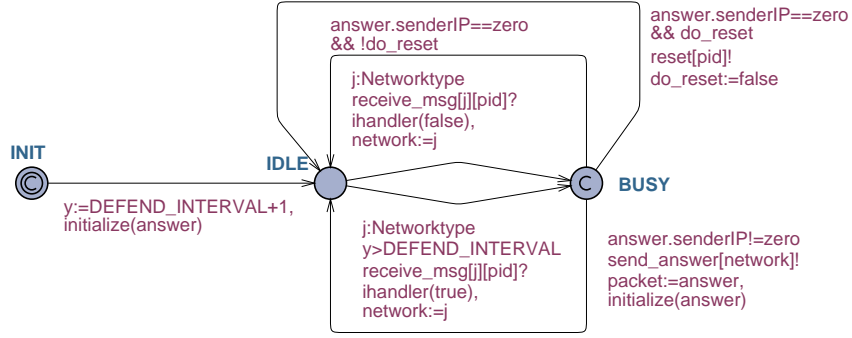 answer.senderIP==zero
&& !do_reset
answer.senderIP==zero
&& do_reset
reset[pid]!
do_reset:=false
j:Networktype
receive_msg[j][pid]?
ihandler(false),
network:=j
INIT
C
IDLE
C
BUSY
y:=DEFEND_INTERVAL+1,
initialize(answer)
j:Networktype
y>DEFEND_INTERVAL
receive_msg[j][pid]?
ihandler(true),
network:=j
answer.senderIP!=zero
send_answer[network]!
packet:=answer,
initialize(answer)